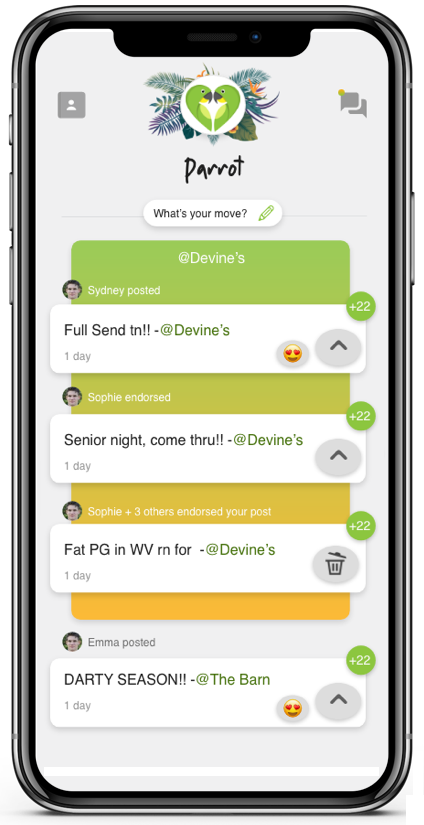 Parrot
What's your move?
@Devine's
Sydney posted
+22
Full Send tn!! -@Devine's
1 day
Sophie endorsed
+22
Senior night, come thru!! -@Devine's
1 day
Sophie + 3 others endorsed your post
+22
Fat PG in WV rn for -@Devine's
1 day
Emma posted
+22
DARTY SEASON!! -@The Barn
1 day